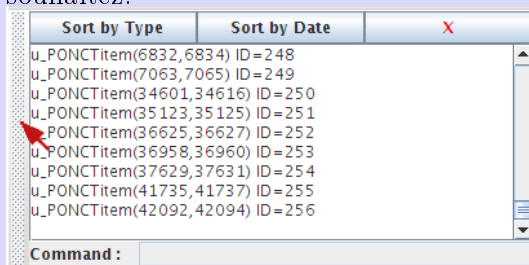 souhaitez.
Sort by Type Sort by Date X
u_PONCTitem(6832,6834) ID=248
u_PONCTitem(7063,7065) ID=249
u_PONCTitem(34601,34616) ID=250
u_PONCTitem(35123,35125) ID=251
u_PONCTitem(36625,36627) ID=252
u_PONCTitem(36958,36960) ID=253
u_PONCTitem(37629,37631) ID=254
u_PONCTitem(41735,41737) ID=255
u_PONCTitem(42092,42094) ID=256
Command :